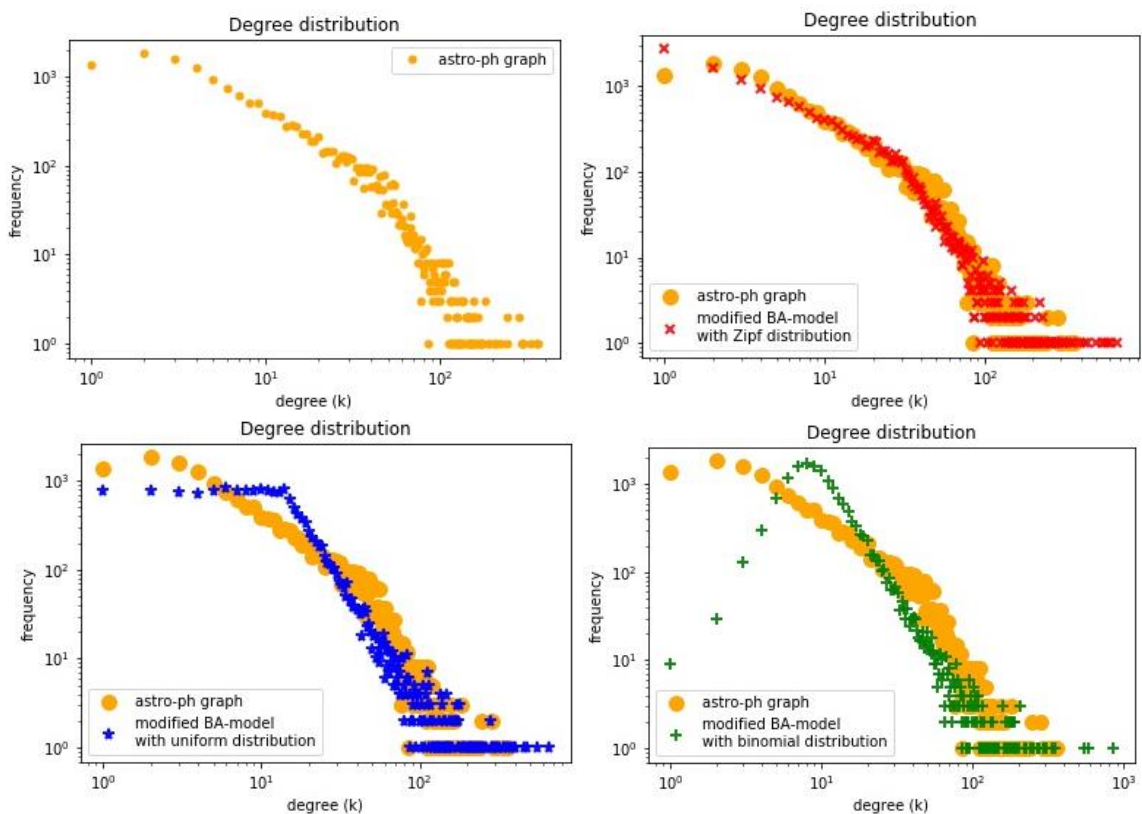 Degree distribution
astro-ph graph
frequency
10³
10²
10¹
10⁰
10⁰ 10¹ 10²
degree (k)
Degree distribution
frequency
10³
10²
10¹
10⁰
astro-ph graph
modified BA-model
with Zipf distribution
10⁰ 10¹ 10²
degree (k)
Degree distribution
frequency
10³
10²
10¹
10⁰
astro-ph graph
modified BA-model
with uniform distribution
10⁰ 10¹ 10²
degree (k)
Degree distribution
frequency
10³
10²
10¹
10⁰
astro-ph graph
modified BA-model
with binomial distribution
10⁰ 10¹ 10² 10³
degree (k)